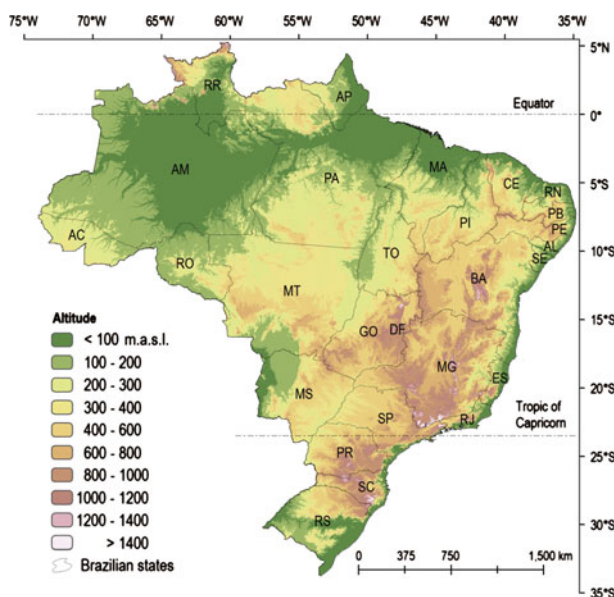 75°W 70°W 65°W 60°W 55°W 50°W 45°W 40°W 35°W
5°N
RR
AP
Equator
0°
AM
PA
MA
CE
RN
PB
PI
PE
AC
TO
AL
10°S
RO
SE
BA
MT
Altitude
GO
DF
15°S
< 100 m.a.s.l.
100 - 200
MG
200 - 300
ES
300 - 400
MS
20°S
400 - 600
SP
RJ
Tropic of
Capricorn
600 - 800
PR
25°S
800 - 1000
1000 - 1200
SC
1200 - 1400
RS
> 1400
30°S
Brazilian states
0 375 750 1,500 km
35°S
5°S